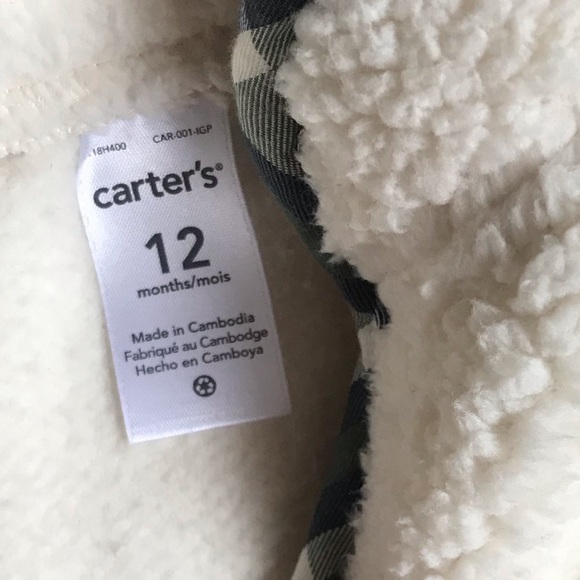 18H400 CAR-001-IGP
carter's®
12
months/mois
Made in Cambodia
Fabriqué au Cambodge
Hecho en Camboya